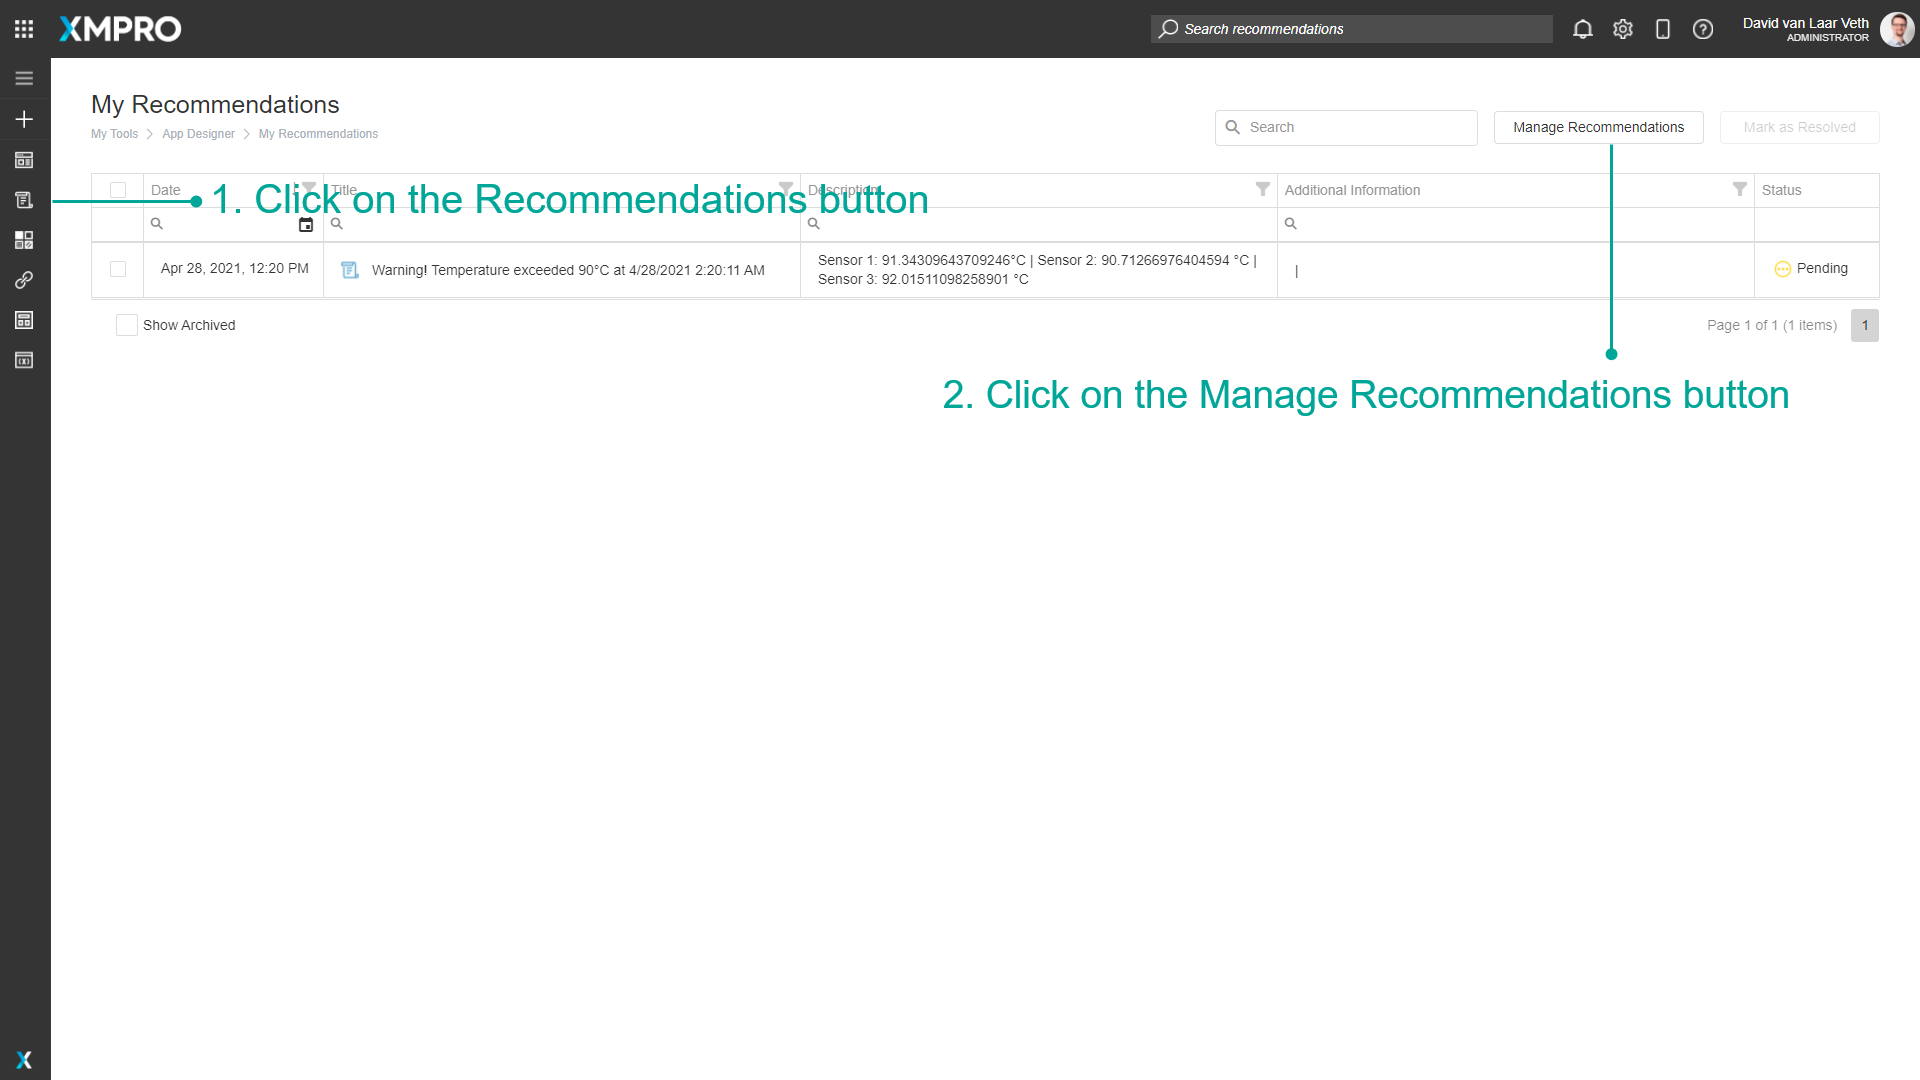 XMPRO
Search recommendations
David van Laar Veth
ADMINISTRATOR
My Recommendations
My Tools > App Designer > My Recommendations
Search
Manage Recommendations
Mark as Resolved
Date
Title
Description
Additional Information
Status
1. Click on the Recommendations button
Apr 28, 2021, 12:20 PM
Warning! Temperature exceeded 90°C at 4/28/2021 2:20:11 AM
Sensor 1: 91.34309643709246°C | Sensor 2: 90.71266976404594 °C |
Sensor 3: 92.01511098258901 °C
|
Pending
Show Archived
Page 1 of 1 (1 items)
1
2. Click on the Manage Recommendations button